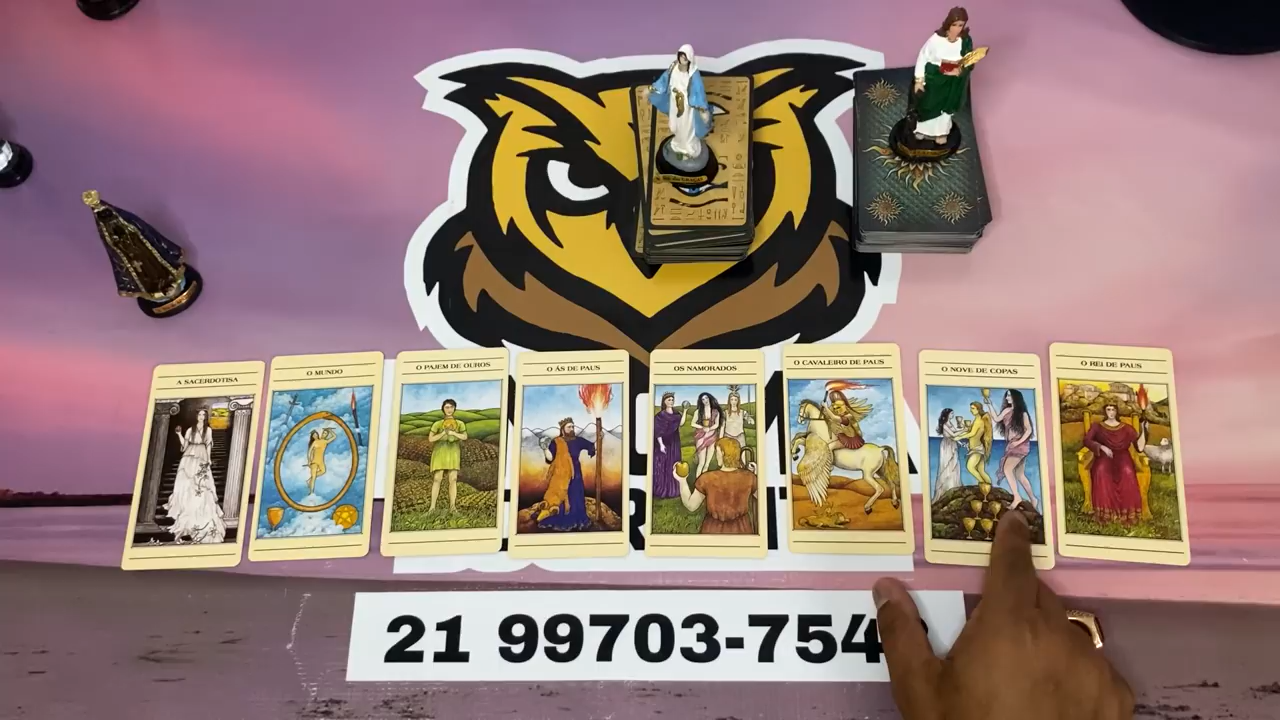 A SACERDOTISA
O MUNDO
O PAJEM DE OUROS
O ÁS DE PAUS
OS NAMORADOS
O CAVALEIRO DE PAUS
O NOVE DE COPAS
O REI DE PAUS
21 99703-754